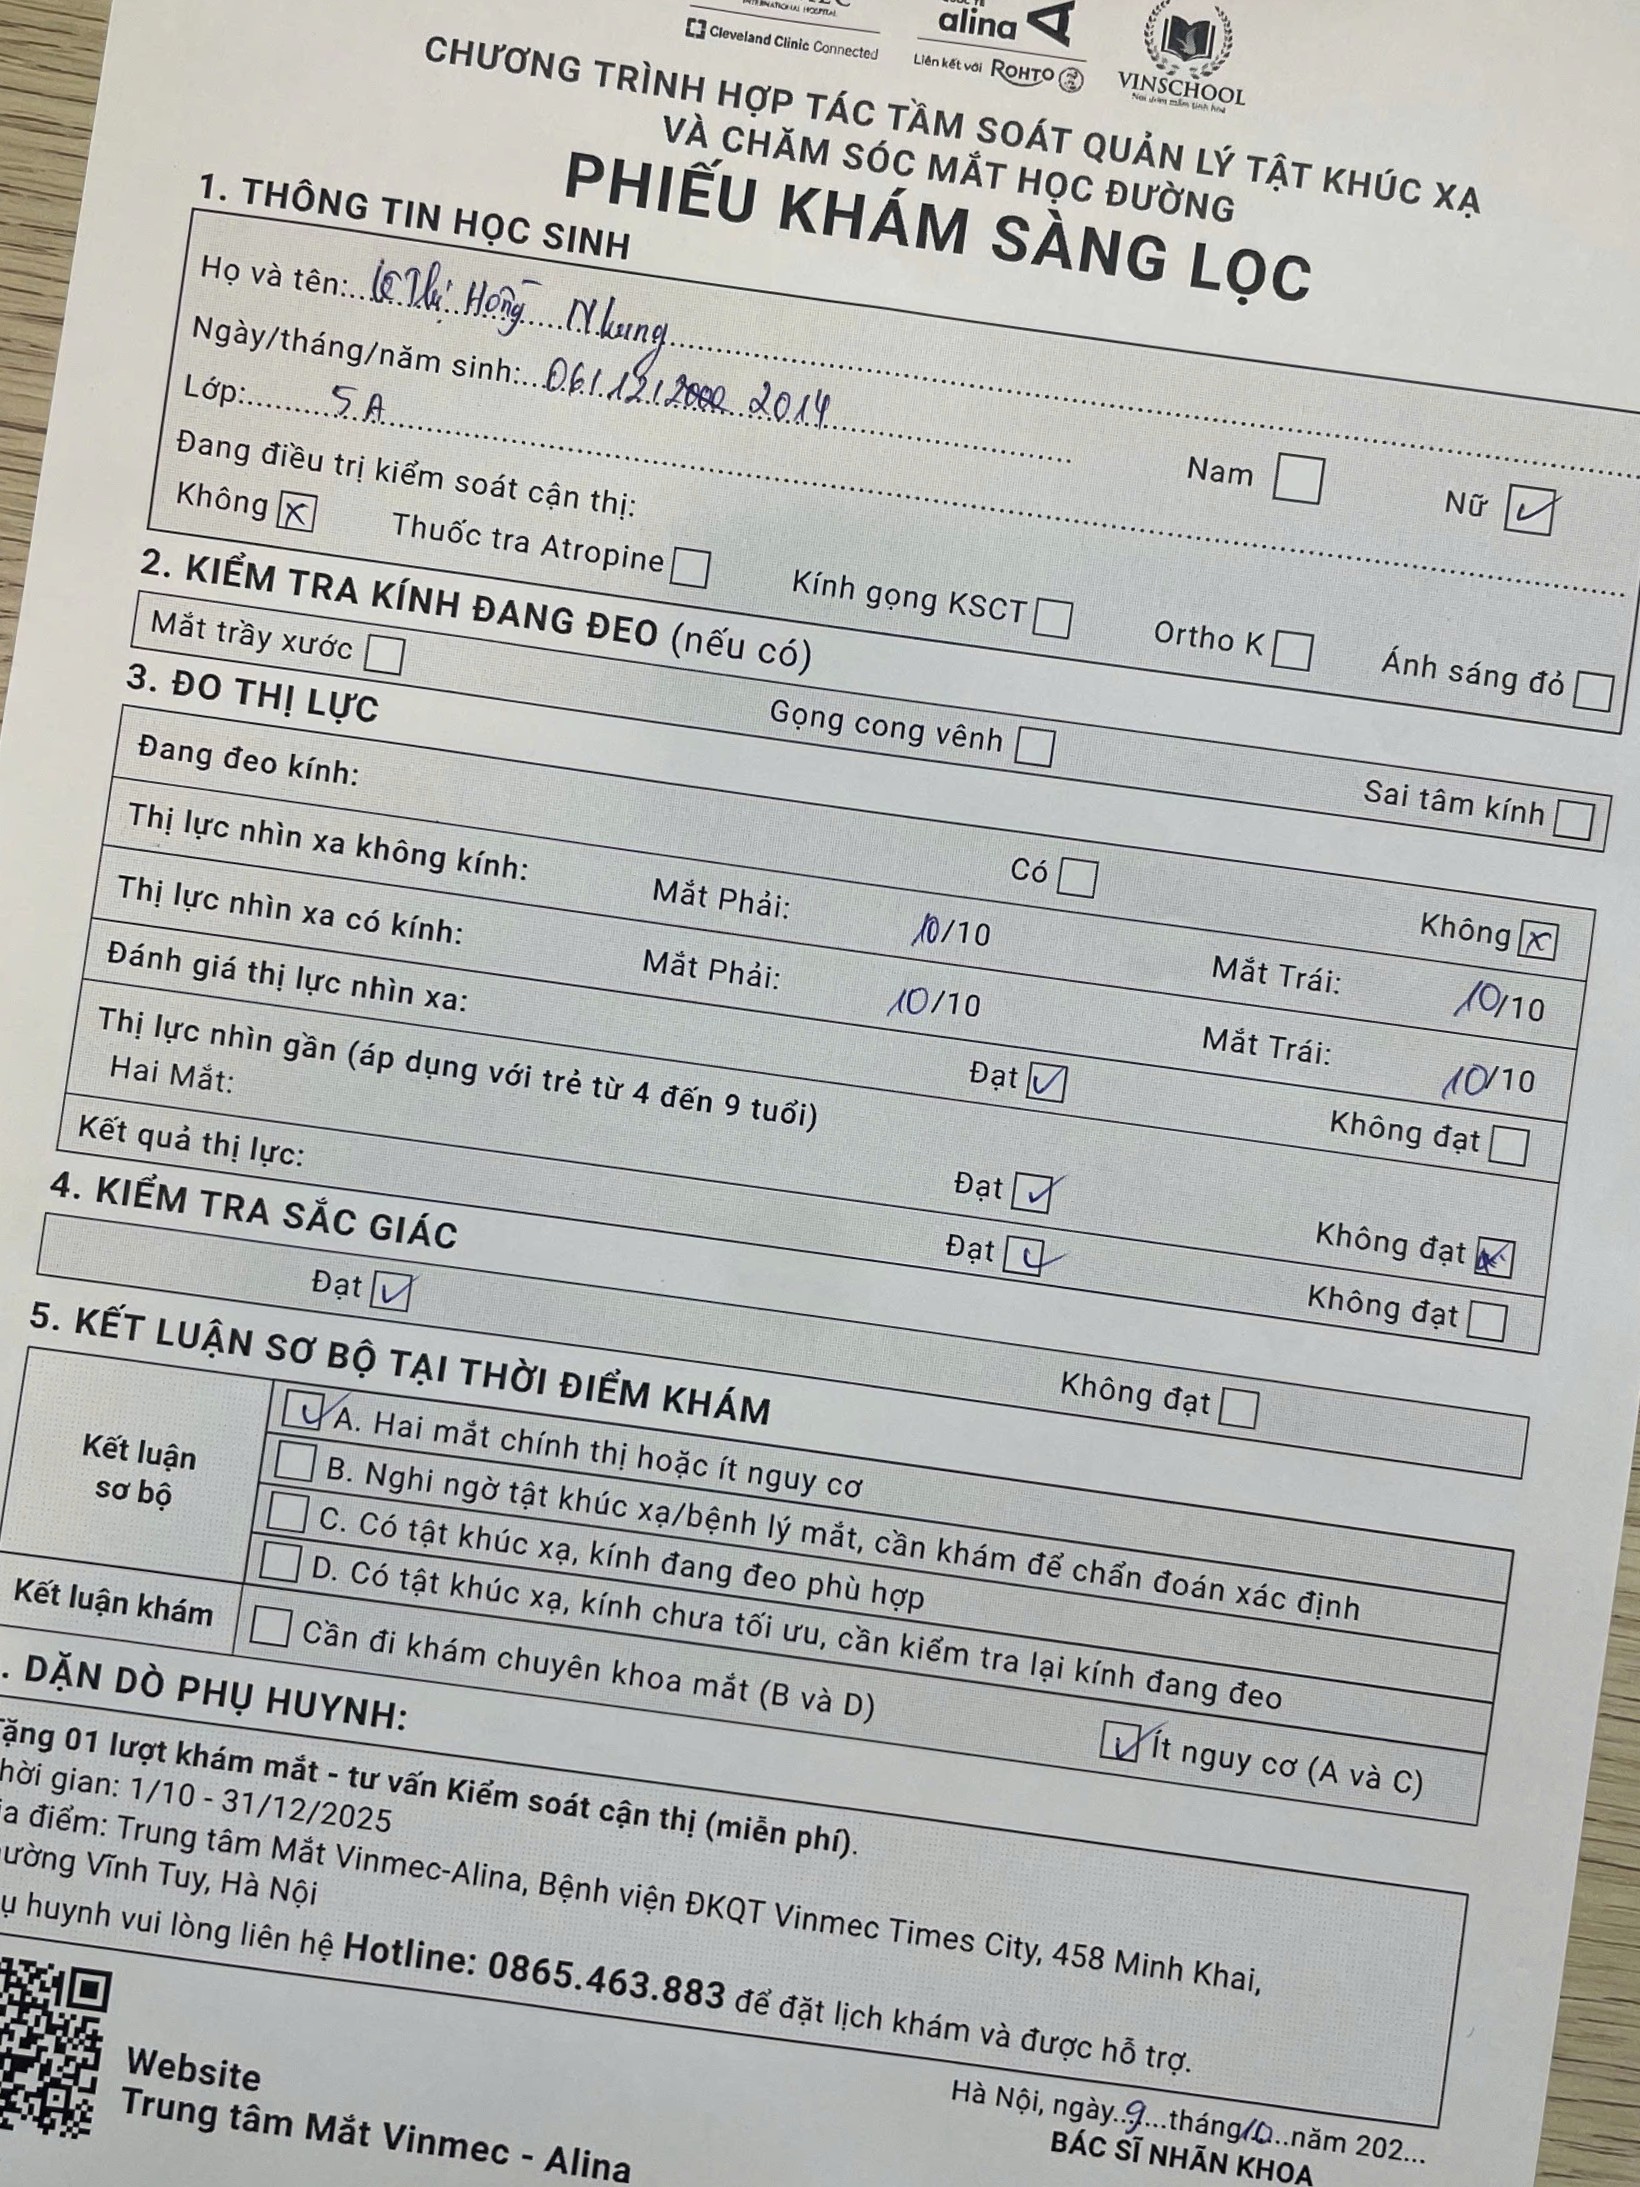 INTERNATIONAL HOSPITAL
Cleveland Clinic Connected
alina
Liên kết với ROHTO
VINSCHOOL
Nơi ươm mầm tinh hoa
CHƯƠNG TRÌNH HỢP TÁC TẦM SOÁT QUẢN LÝ TẬT KHÚC XẠ
VÀ CHĂM SÓC MẮT HỌC ĐƯỜNG
PHIẾU KHÁM SÀNG LỌC
1. THÔNG TIN HỌC SINH
Họ và tên: Lê Thị Hồng Nhung
Ngày/tháng/năm sinh: 06/12/ 2014 Nam ☐ Nữ ☑
Lớp: 5A
Đang điều trị kiểm soát cận thị:
Không ☒ Thuốc tra Atropine ☐ Kính gọng KSCT ☐ Ortho K ☐ Ánh sáng đỏ ☐
2. KIỂM TRA KÍNH ĐANG ĐEO (nếu có)
Mắt trầy xước ☐ Gọng cong vênh ☐ Sai tâm kính ☐
3. ĐO THỊ LỰC
Đang đeo kính: Có ☐ Không ☒
Thị lực nhìn xa không kính: Mắt Phải: 10/10 Mắt Trái: 10/10
Thị lực nhìn xa có kính: Mắt Phải: 10/10 Mắt Trái: 10/10
Đánh giá thị lực nhìn xa: Đạt ☑ Không đạt ☐
Thị lực nhìn gần (áp dụng với trẻ từ 4 đến 9 tuổi)
Hai Mắt: Đạt ☑ Không đạt ☒
Kết quả thị lực: Đạt ☑ Không đạt ☐
4. KIỂM TRA SẮC GIÁC
Đạt ☑ Không đạt ☐
5. KẾT LUẬN SƠ BỘ TẠI THỜI ĐIỂM KHÁM
Kết luận
sơ bộ
☑ A. Hai mắt chính thị hoặc ít nguy cơ
☐ B. Nghi ngờ tật khúc xạ/bệnh lý mắt, cần khám để chẩn đoán xác định
☐ C. Có tật khúc xạ, kính đang đeo phù hợp
☐ D. Có tật khúc xạ, kính chưa tối ưu, cần kiểm tra lại kính đang đeo
Kết luận khám ☐ Cần đi khám chuyên khoa mắt (B và D) ☑ Ít nguy cơ (A và C)
. DẶN DÒ PHỤ HUYNH:
ặng 01 lượt khám mắt - tư vấn Kiểm soát cận thị (miễn phí).
hời gian: 1/10 - 31/12/2025
ịa điểm: Trung tâm Mắt Vinmec-Alina, Bệnh viện ĐKQT Vinmec Times City, 458 Minh Khai,
ường Vĩnh Tuy, Hà Nội
ụ huynh vui lòng liên hệ Hotline: 0865.463.883 để đặt lịch khám và được hỗ trợ.
Website
Trung tâm Mắt Vinmec - Alina
Hà Nội, ngày 9 tháng 10 năm 202...
BÁC SĨ NHÃN KHOA